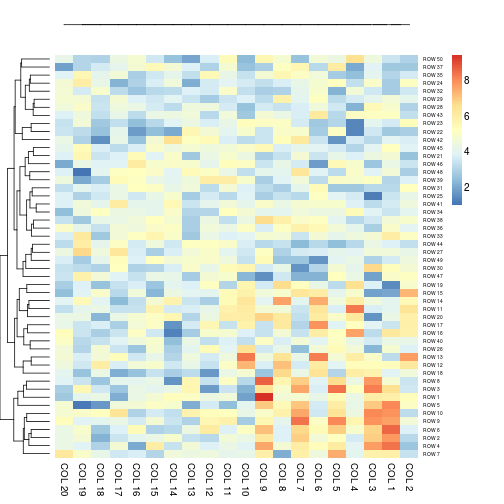 ROW 50
ROW 37
ROW 35
ROW 24
ROW 32
ROW 29
ROW 28
ROW 43
ROW 23
ROW 22
ROW 42
ROW 45
ROW 21
ROW 46
ROW 48
ROW 39
ROW 31
ROW 25
ROW 41
ROW 34
ROW 38
ROW 36
ROW 33
ROW 44
ROW 27
ROW 49
ROW 30
ROW 47
ROW 19
ROW 15
ROW 14
ROW 11
ROW 20
ROW 17
ROW 16
ROW 40
ROW 26
ROW 13
ROW 12
ROW 18
ROW 8
ROW 3
ROW 1
ROW 5
ROW 10
ROW 9
ROW 6
ROW 2
ROW 4
ROW 7
8
6
4
2
COL 20
COL 19
COL 18
COL 17
COL 16
COL 15
COL 14
COL 13
COL 12
COL 11
COL 10
COL 9
COL 8
COL 7
COL 6
COL 5
COL 4
COL 3
COL 1
COL 2